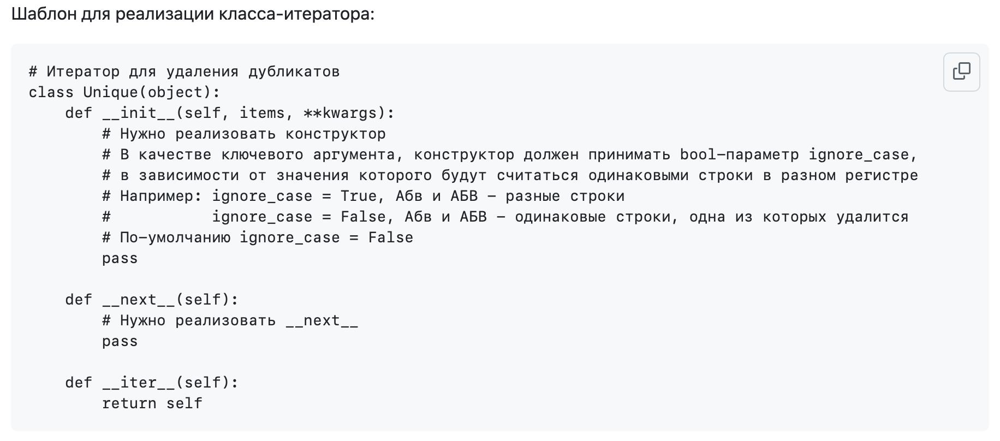 Шаблон для реализации класса-итератора:
# Итератор для удаления дубликатов
class Unique(object):
    def __init__(self, items, **kwargs):
        # Нужно реализовать конструктор
        # В качестве ключевого аргумента, конструктор должен принимать bool-параметр ignore_case,
        # в зависимости от значения которого будут считаться одинаковыми строки в разном регистре
        # Например: ignore_case = True, Абв и АБВ - разные строки
        #           ignore_case = False, Абв и АБВ - одинаковые строки, одна из которых удалится
        # По-умолчанию ignore_case = False
        pass
    def __next__(self):
        # Нужно реализовать __next__
        pass
    def __iter__(self):
        return self